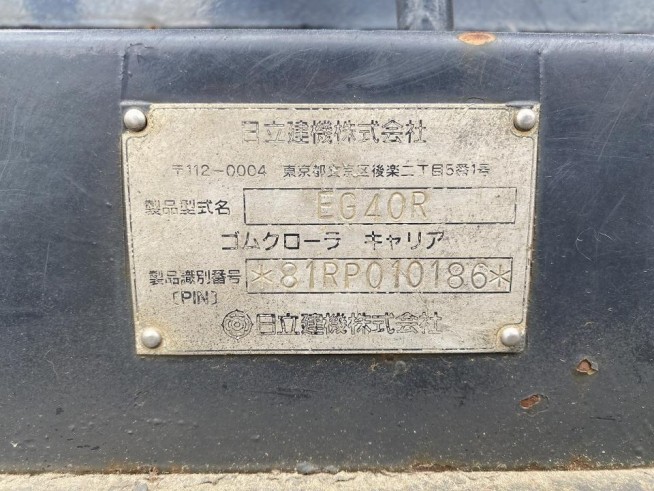 日立建機株式会社
〒112-0004 東京都文京区後楽二丁目5番1号
製品型式名 EG40R
ゴムクローラ キャリア
製品識別番号 *81RP010186*
〔PIN〕
日立建機株式会社